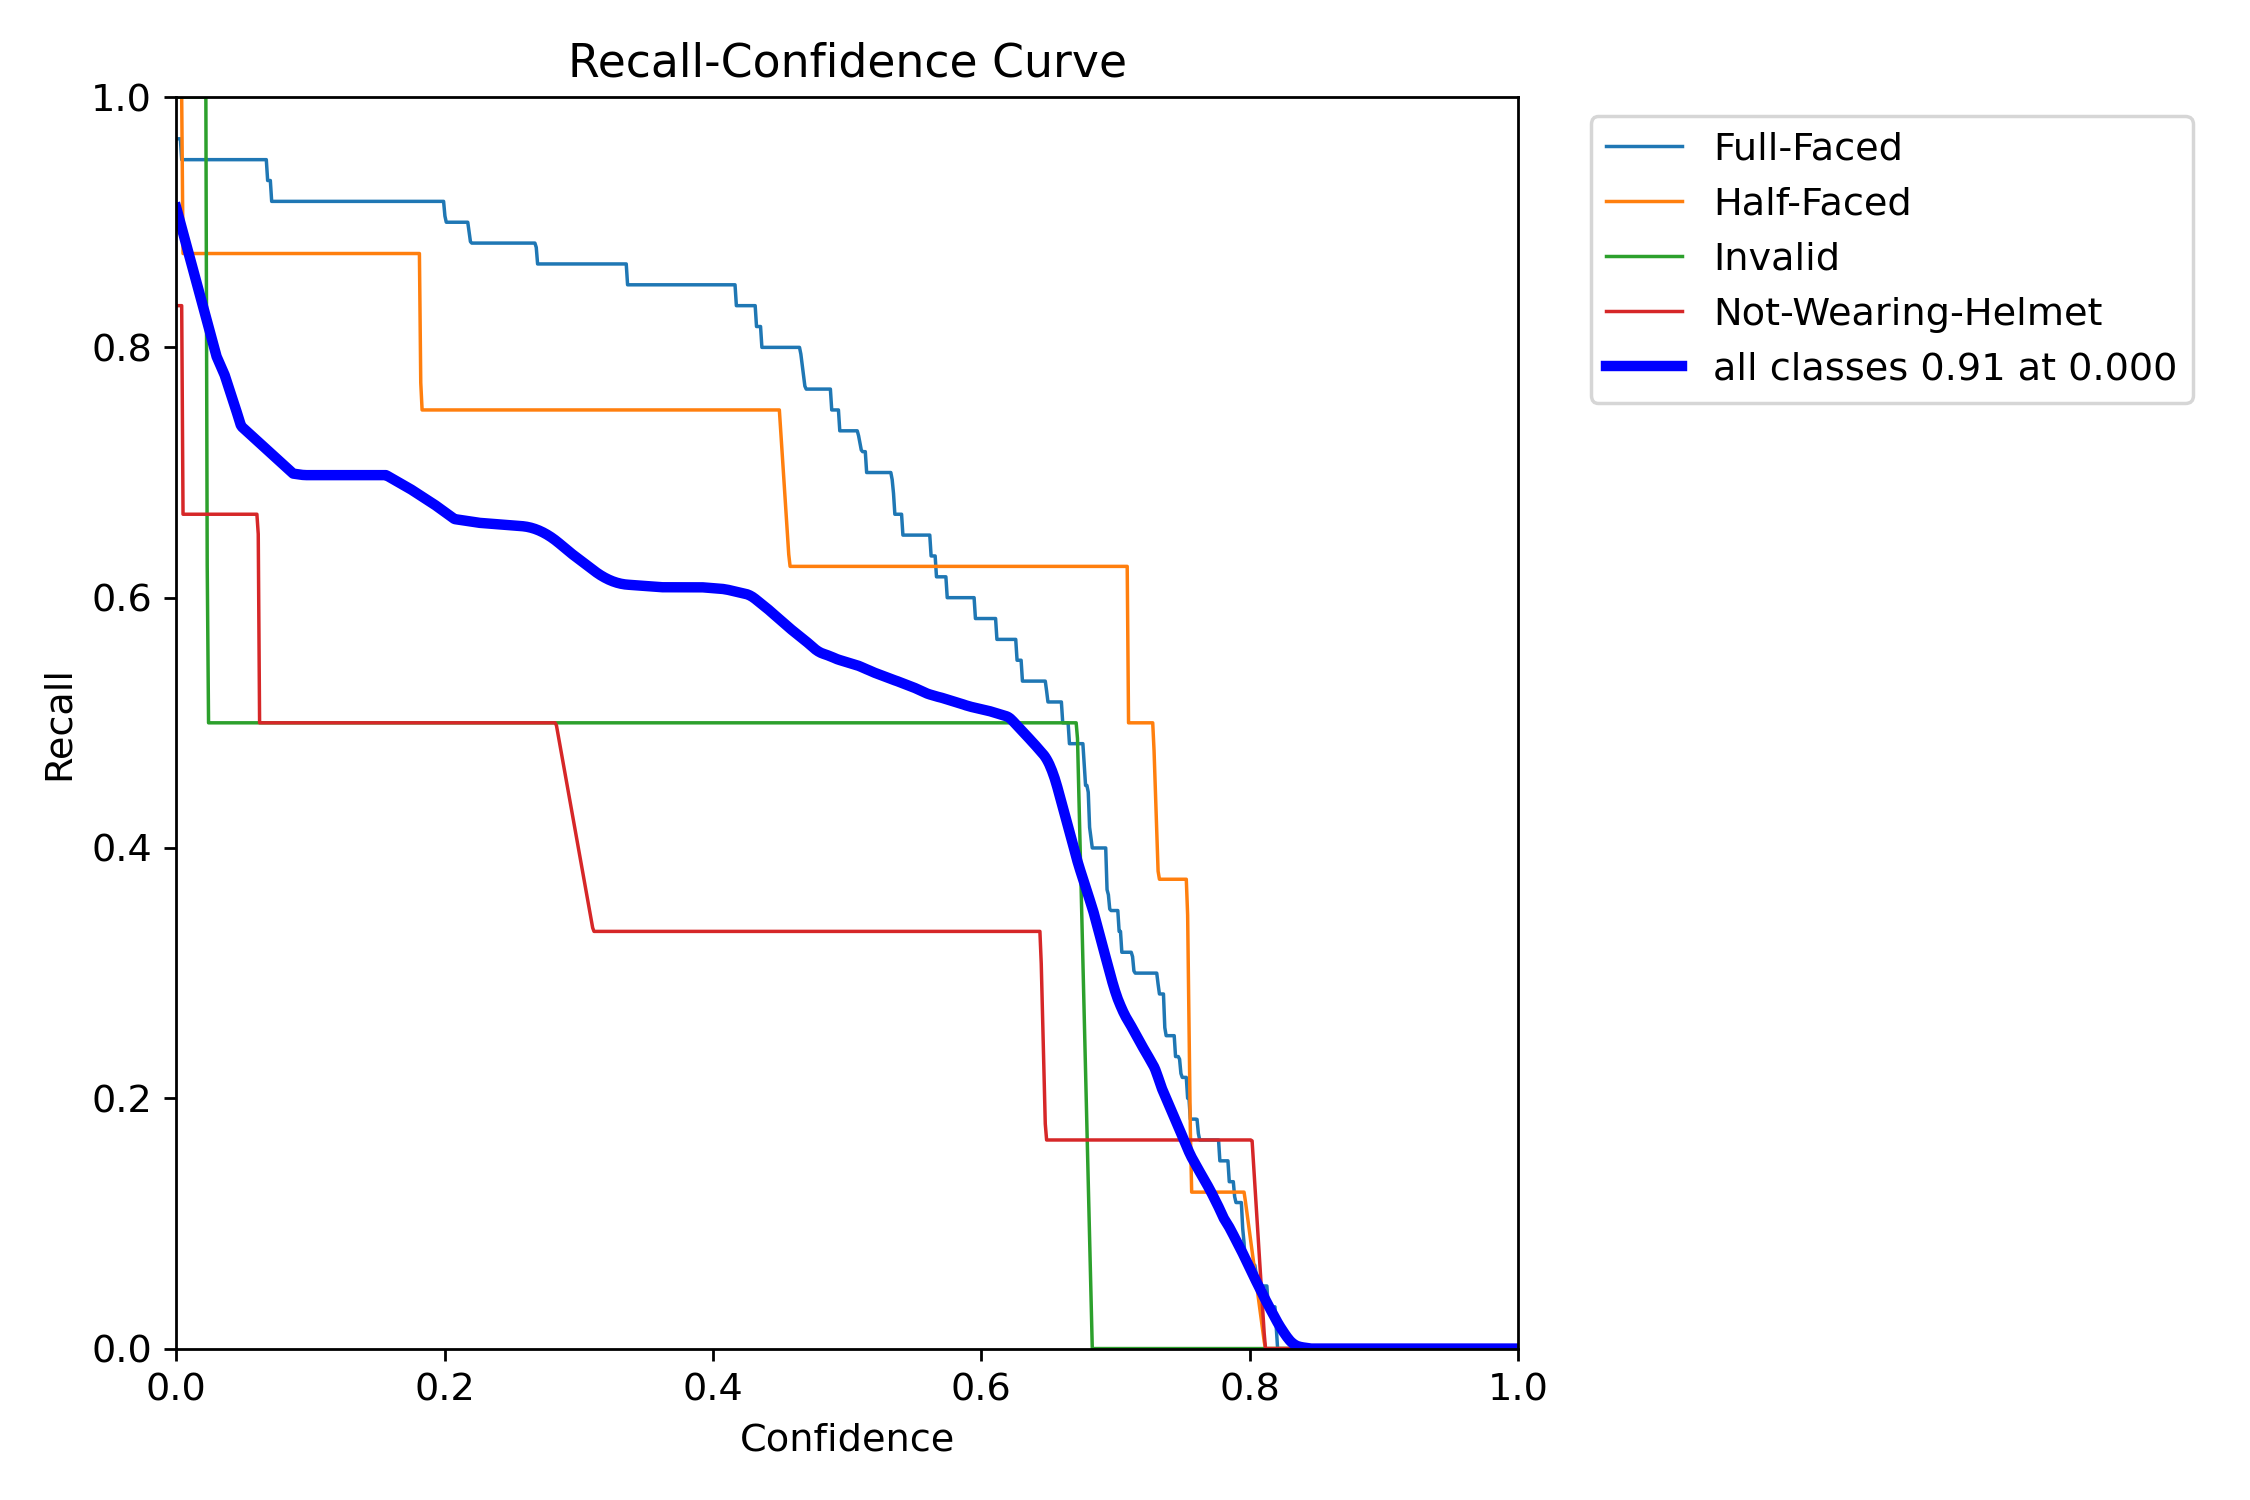 Recall-Confidence Curve
1.0
0.8
0.6
0.4
0.2
0.0
Recall
0.0 0.2 0.4 0.6 0.8 1.0
Confidence
Full-Faced
Half-Faced
Invalid
Not-Wearing-Helmet
all classes 0.91 at 0.000